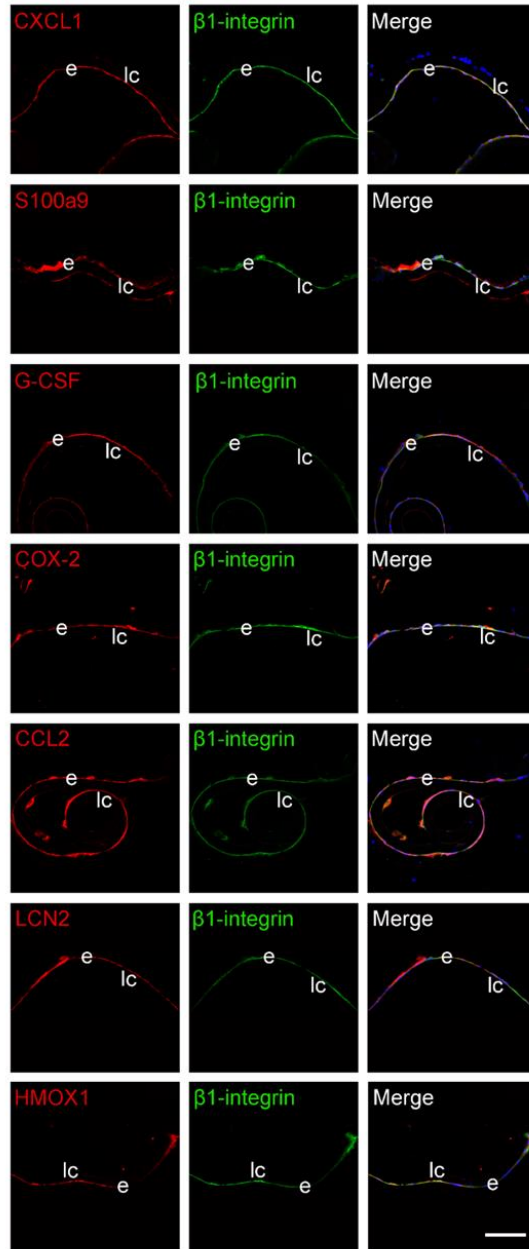 CXCL1 β1-integrin Merge
e lc e lc e lc
S100a9 β1-integrin Merge
e lc e lc e lc
G-CSF β1-integrin Merge
e lc e lc e lc
COX-2 β1-integrin Merge
e lc e lc e lc
CCL2 β1-integrin Merge
e lc e lc e lc
LCN2 β1-integrin Merge
e lc e lc e lc
HMOX1 β1-integrin Merge
lc e lc e lc e